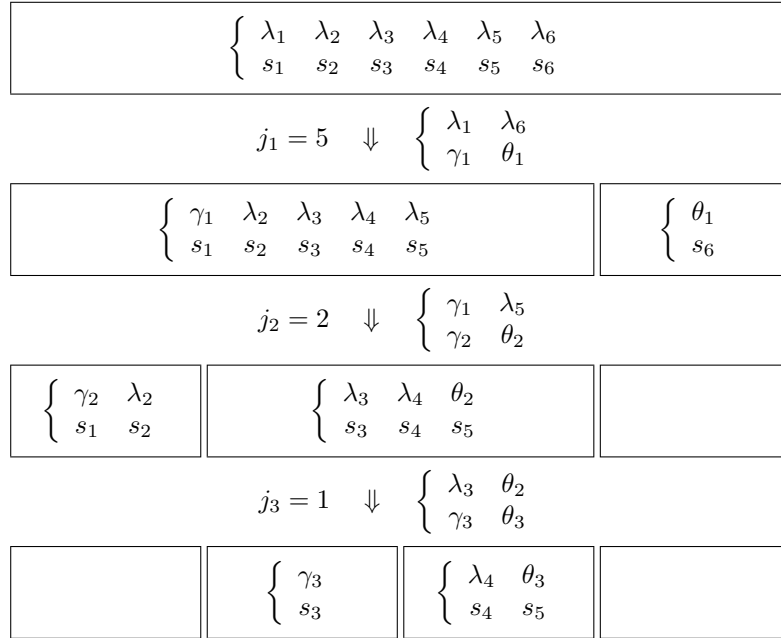 { λ₁ λ₂ λ₃ λ₄ λ₅ λ₆
s₁ s₂ s₃ s₄ s₅ s₆
j₁ = 5 ⇓ { λ₁ λ₆
γ₁ θ₁
{ γ₁ λ₂ λ₃ λ₄ λ₅ { θ₁
s₁ s₂ s₃ s₄ s₅ s₆
j₂ = 2 ⇓ { γ₁ λ₅
γ₂ θ₂
{ γ₂ λ₂ { λ₃ λ₄ θ₂
s₁ s₂ s₃ s₄ s₅
j₃ = 1 ⇓ { λ₃ θ₂
γ₃ θ₃
{ γ₃ { λ₄ θ₃
s₃ s₄ s₅